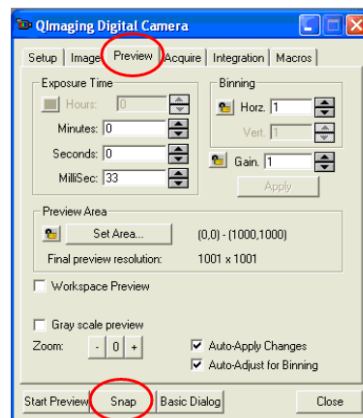 QImaging Digital Camera
Setup Image Preview Acquire Integration Macros
Exposure Time
Hours: 0
Minutes: 0
Seconds: 0
MilliSec: 33
Binning
Horz. 1
Vert. 1
Gain. 1
Apply
Preview Area
Set Area... (0,0) - (1000,1000)
Final preview resolution: 1001 x 1001
Workspace Preview
Gray scale preview
Zoom: - 0 +
Auto-Apply Changes
Auto-Adjust for Binning
Start Preview Snap Basic Dialog Close